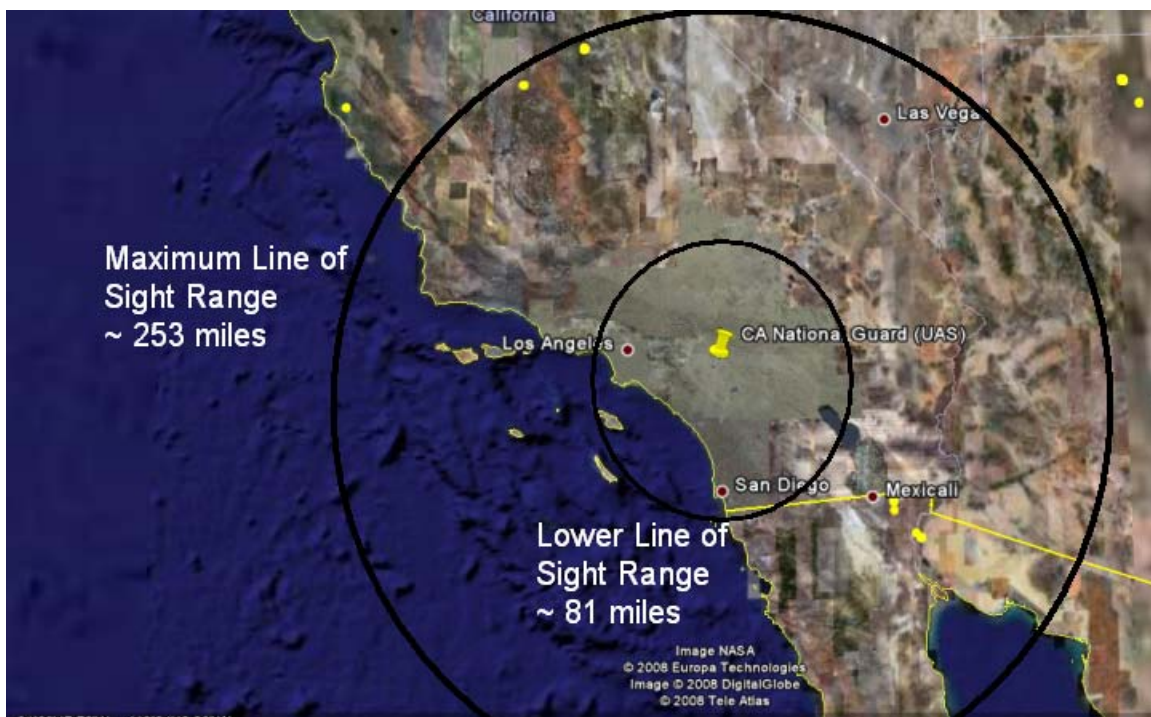 California
Las Vegas
Maximum Line of
Sight Range
~ 253 miles
Los Angeles
CA National Guard (UAS)
San Diego
Mexicali
Lower Line of
Sight Range
~ 81 miles
Image NASA
© 2008 Europa Technologies
Image © 2008 DigitalGlobe
© 2008 Tele Atlas